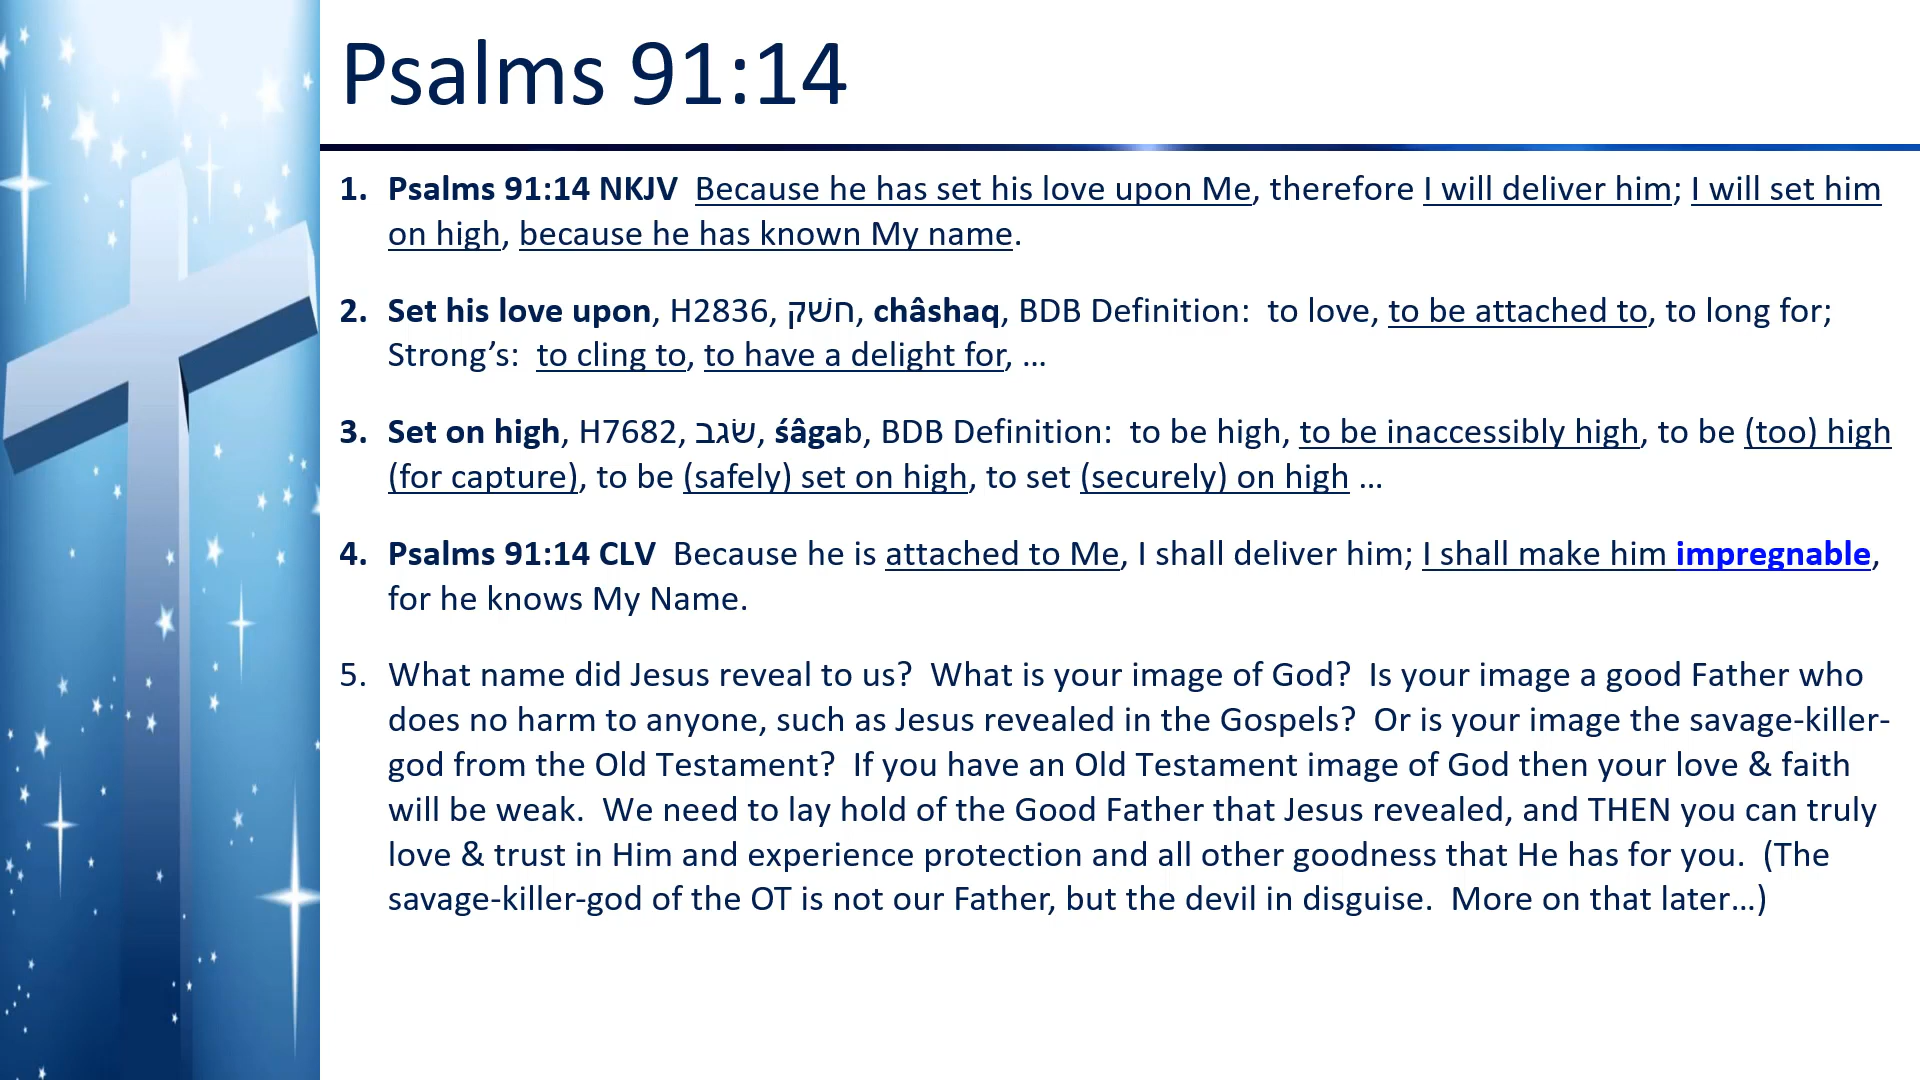 Psalms 91:14
1. Psalms 91:14 NKJV  Because he has set his love upon Me, therefore I will deliver him; I will set him
on high, because he has known My name.
2. Set his love upon, H2836, חשׁק, châshaq, BDB Definition:  to love, to be attached to, to long for;
Strong’s:  to cling to, to have a delight for, …
3. Set on high, H7682, שׂגב, śâgab, BDB Definition:  to be high, to be inaccessibly high, to be (too) high
(for capture), to be (safely) set on high, to set (securely) on high …
4. Psalms 91:14 CLV  Because he is attached to Me, I shall deliver him; I shall make him impregnable,
for he knows My Name.
5. What name did Jesus reveal to us?  What is your image of God?  Is your image a good Father who
does no harm to anyone, such as Jesus revealed in the Gospels?  Or is your image the savage-killer-
god from the Old Testament?  If you have an Old Testament image of God then your love & faith
will be weak.  We need to lay hold of the Good Father that Jesus revealed, and THEN you can truly
love & trust in Him and experience protection and all other goodness that He has for you.  (The
savage-killer-god of the OT is not our Father, but the devil in disguise.  More on that later…)